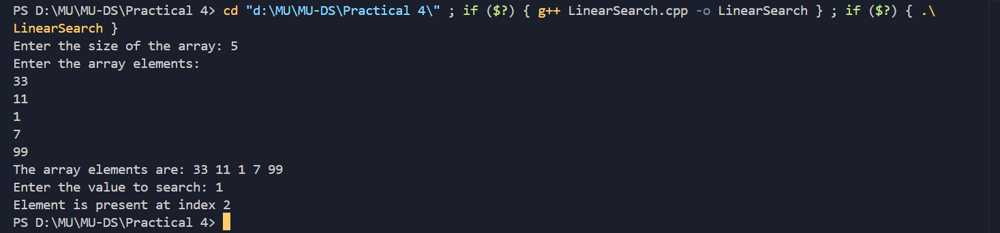 PS D:\MU\MU-DS\Practical 4> cd "d:\MU\MU-DS\Practical 4\" ; if ($?) { g++ LinearSearch.cpp -o LinearSearch } ; if ($?) { .\
LinearSearch }
Enter the size of the array: 5
Enter the array elements:
33
11
1
7
99
The array elements are: 33 11 1 7 99
Enter the value to search: 1
Element is present at index 2
PS D:\MU\MU-DS\Practical 4>